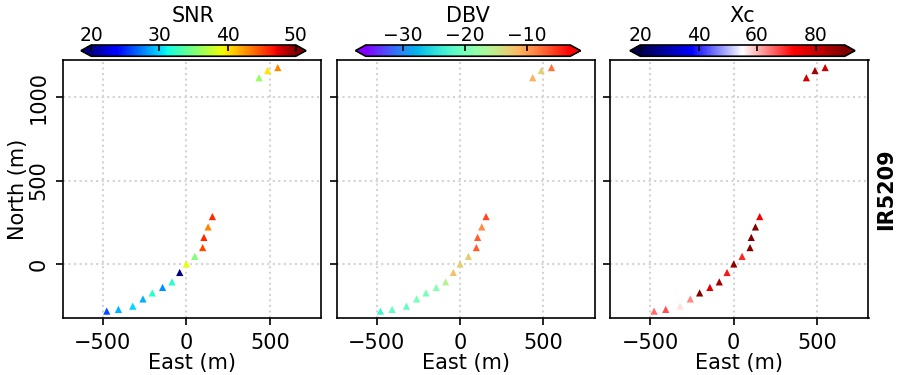 SNR DBV Xc
20 30 40 50 −30 −20 −10 20 40 60 80
1000
500
0
North (m)
IR5209
−500 0 500 −500 0 500 −500 0 500
East (m) East (m) East (m)